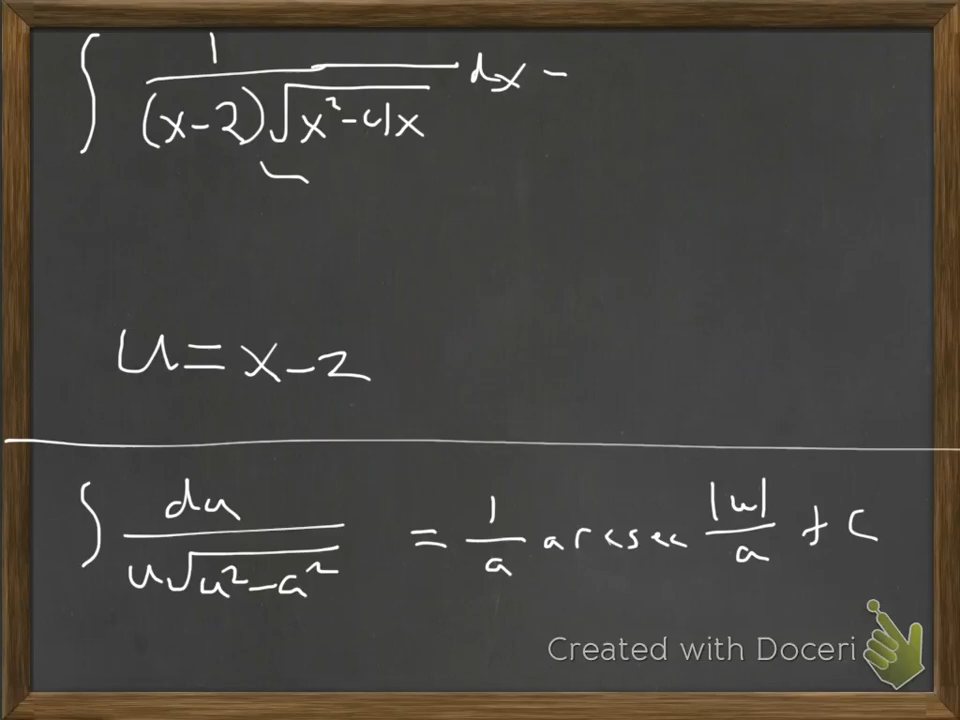 ∫ 1/((x-2)√(x²-4x)) dx =
u = x-2
∫ du/(u√(u²-a²)) = 1/a arcsec |u|/a + C
Created with Doceri